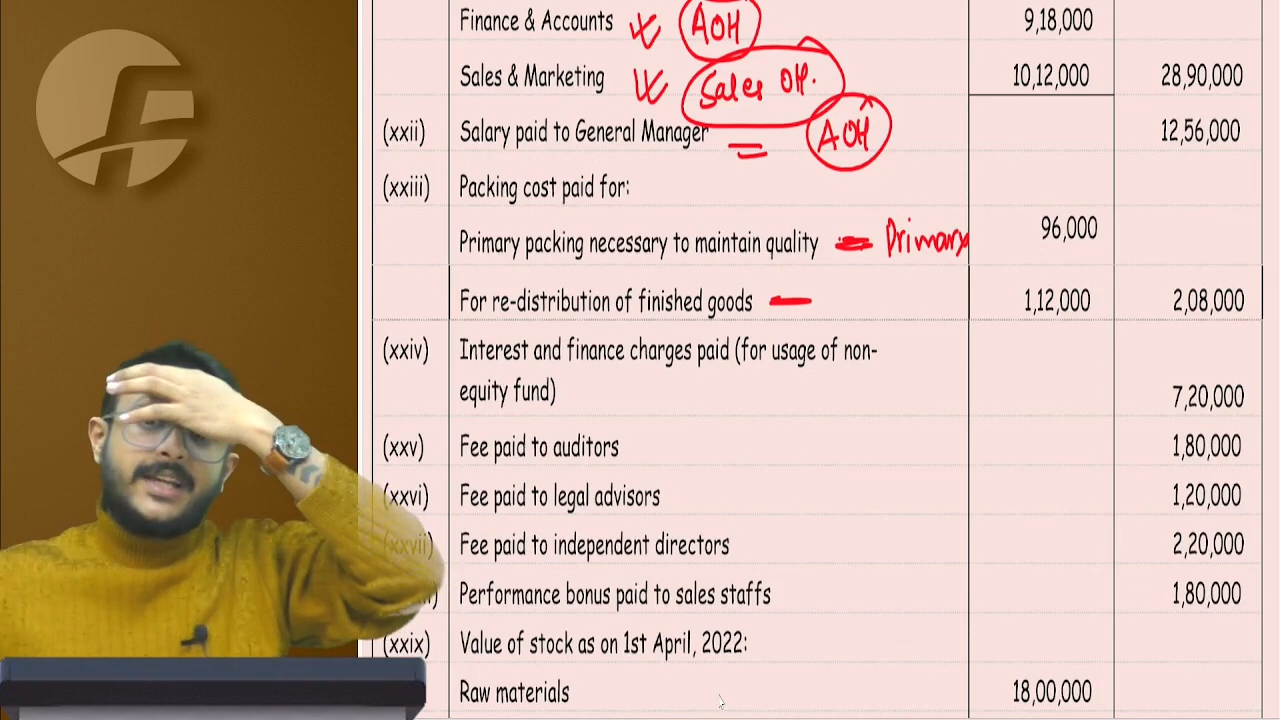 Finance & Accounts AOH 9,18,000
Sales & Marketing Sales OH. 10,12,000 28,90,000
(xxii) Salary paid to General Manager AOH 12,56,000
(xxiii) Packing cost paid for:
Primary packing necessary to maintain quality Primary 96,000
For re-distribution of finished goods 1,12,000 2,08,000
(xxiv) Interest and finance charges paid (for usage of non-
equity fund) 7,20,000
(xxv) Fee paid to auditors 1,80,000
(xxvi) Fee paid to legal advisors 1,20,000
(xxvii) Fee paid to independent directors 2,20,000
Performance bonus paid to sales staffs 1,80,000
(xxix) Value of stock as on 1st April, 2022:
Raw materials 18,00,000